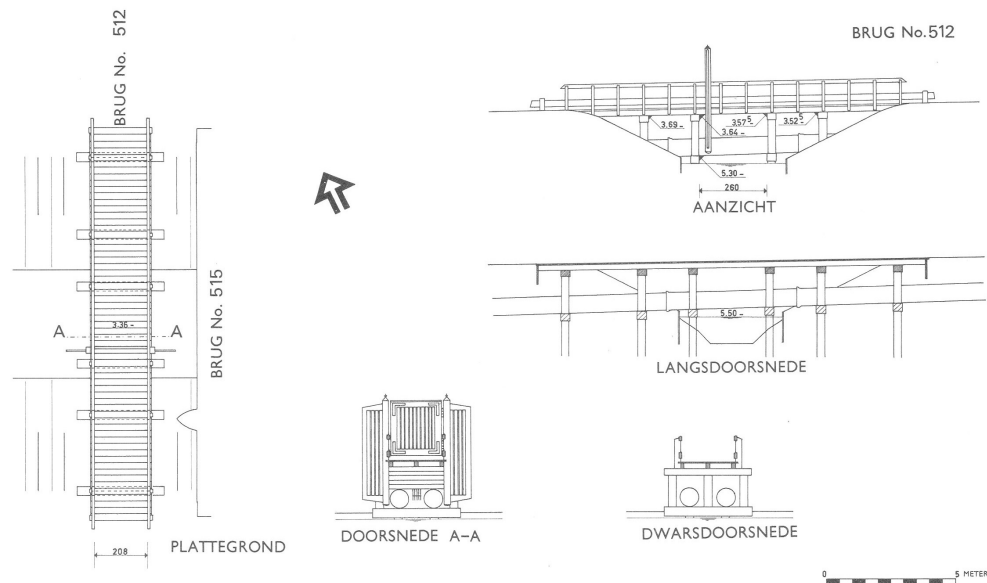 BRUG No. 512
BRUG No. 512
3.69 -
3.64 -
3.57⁵ -
3.52⁵
5.30 -
260
AANZICHT
BRUG No. 515
A
3.36 -
A
5.50 -
LANGSDOORSNEDE
DOORSNEDE A-A
DWARSDOORSNEDE
208
PLATTEGROND
0 5 METER